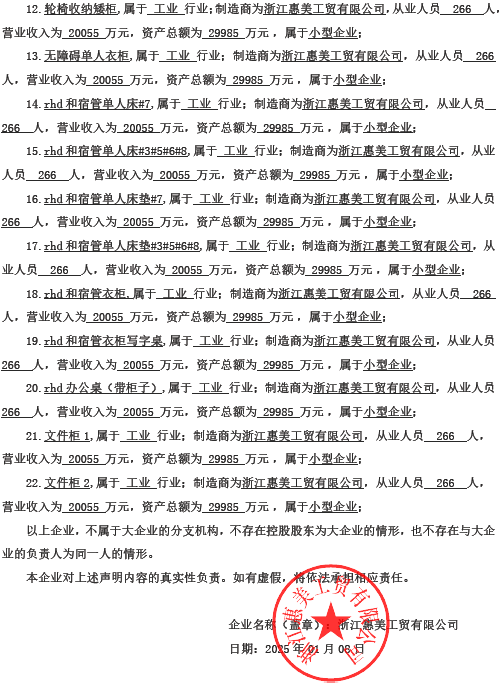 12.轮椅收纳矮柜,属于 工业 行业；制造商为浙江惠美工贸有限公司,从业人员 266 人，
营业收入为 20055 万元，资产总额为 29985 万元，属于小型企业；
13.无障碍单人衣柜,属于 工业 行业；制造商为浙江惠美工贸有限公司，从业人员 266
人，营业收入为 20055 万元，资产总额为 29985 万元，属于小型企业；
14.rhd和宿管单人床#7,属于 工业 行业；制造商为浙江惠美工贸有限公司，从业人员
266 人，营业收入为 20055 万元，资产总额为 29985 万元，属于小型企业；
15.rhd和宿管单人床#3#5#6#8,属于 工业 行业；制造商为浙江惠美工贸有限公司，从业
人员 266 人，营业收入为 20055 万元，资产总额为 29985 万元，属于小型企业；
16.rhd和宿管单人床垫#7,属于 工业 行业；制造商为浙江惠美工贸有限公司，从业人员
266 人，营业收入为 20055 万元，资产总额为 29985 万元，属于小型企业；
17.rhd和宿管单人床垫#3#5#6#8,属于 工业 行业；制造商为浙江惠美工贸有限公司，从
业人员 266 人，营业收入为 20055 万元，资产总额为 29985 万元，属于小型企业；
18.rhd和宿管衣柜,属于 工业 行业；制造商为浙江惠美工贸有限公司，从业人员 266
人，营业收入为 20055 万元，资产总额为 29985 万元，属于小型企业；
19.rhd和宿管衣柜写字桌,属于 工业 行业；制造商为浙江惠美工贸有限公司，从业人员
266 人，营业收入为 20055 万元，资产总额为 29985 万元，属于小型企业；
20.rhd办公桌（带柜子）,属于 工业 行业；制造商为浙江惠美工贸有限公司，从业人员
266 人，营业收入为 20055 万元，资产总额为 29985 万元，属于小型企业；
21.文件柜1,属于 工业 行业；制造商为浙江惠美工贸有限公司，从业人员 266 人，
营业收入为 20055 万元，资产总额为 29985 万元，属于小型企业；
22.文件柜2,属于 工业 行业；制造商为浙江惠美工贸有限公司，从业人员 266 人，
营业收入为 20055 万元，资产总额为 29985 万元，属于小型企业；
以上企业，不属于大企业的分支机构，不存在控股股东为大企业的情形，也不存在与大企
业的负责人为同一人的情形。
本企业对上述声明内容的真实性负责。如有虚假，将依法承担相应责任。
企业名称（盖章）：浙江惠美工贸有限公司
日期：2025年01月08日
浙江惠美工贸有限公司